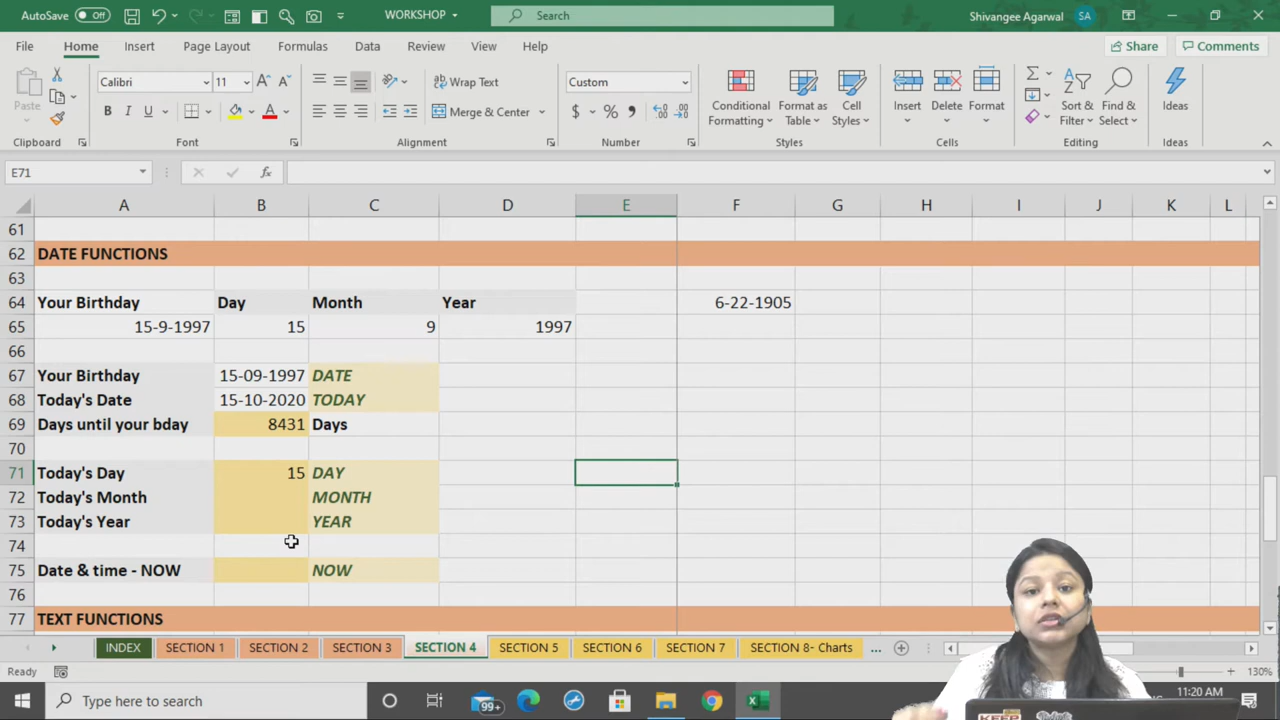 AutoSave Off WORKSHOP Search Shivangee Agarwal SA
File Home Insert Page Layout Formulas Data Review View Help Share Comments
Paste Calibri 11 Wrap Text Custom Conditional Formatting Format as Table Cell Styles Insert Delete Format Sort & Filter Find & Select Ideas
B I U A Merge & Center $ % ,
Clipboard Font Alignment Number Styles Cells Editing Ideas
E71 fx
A B C D E F G H I J K L
61
62 DATE FUNCTIONS
63
64 Your Birthday Day Month Year 6-22-1905
65 15-9-1997 15 9 1997
66
67 Your Birthday 15-09-1997 DATE
68 Today's Date 15-10-2020 TODAY
69 Days until your bday 8431 Days
70
71 Today's Day 15 DAY
72 Today's Month MONTH
73 Today's Year YEAR
74
75 Date & time - NOW NOW
76
77 TEXT FUNCTIONS
INDEX SECTION 1 SECTION 2 SECTION 3 SECTION 4 SECTION 5 SECTION 6 SECTION 7 SECTION 8- Charts ...
Ready 130%
Type here to search 99+ 11:20 AM